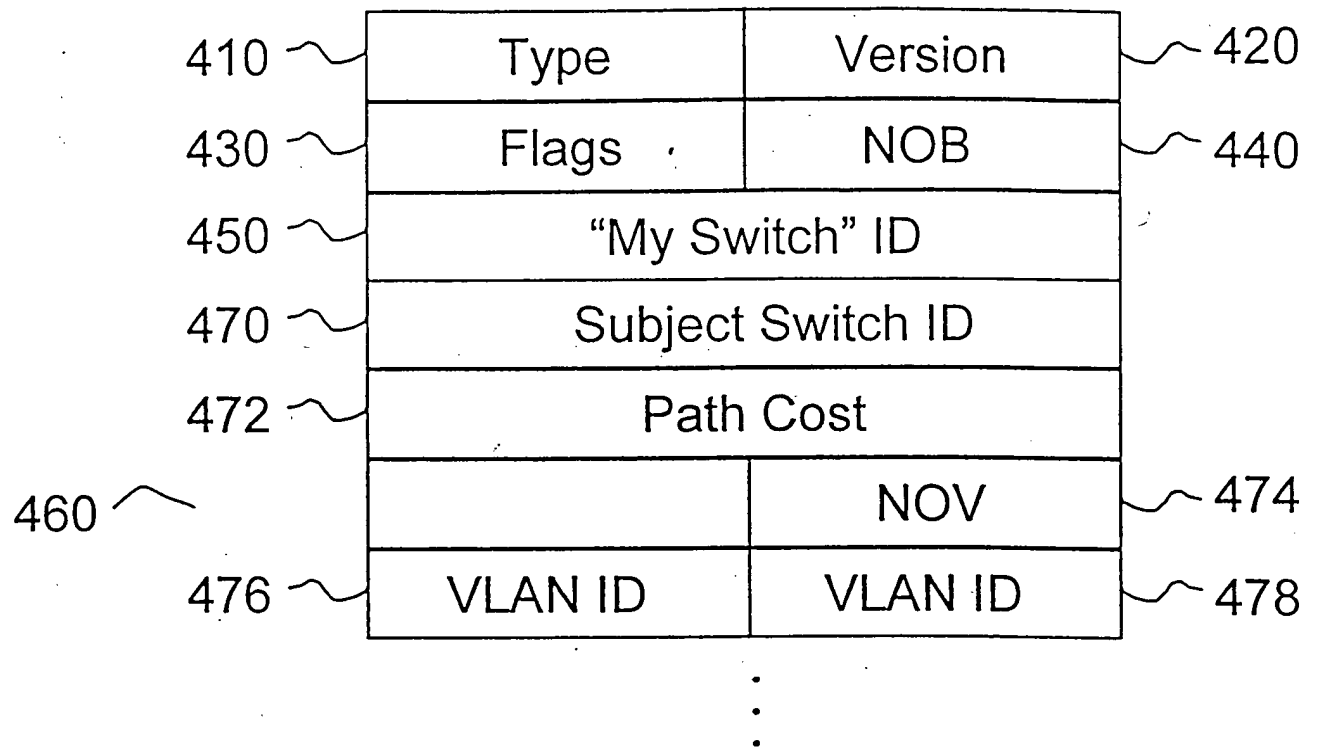 410 Type Version 420
430 Flags NOB 440
450 “My Switch” ID
470 Subject Switch ID
472 Path Cost
460 NOV 474
476 VLAN ID VLAN ID 478